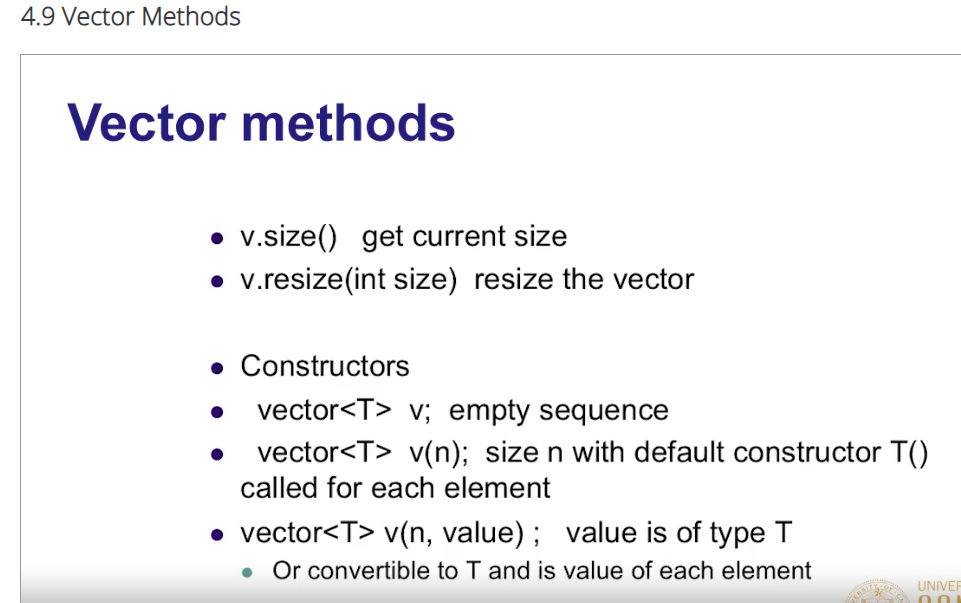 4.9 Vector Methods
Vector methods
v.size() get current size
v.resize(int size) resize the vector
Constructors
vector<T> v; empty sequence
vector<T> v(n); size n with default constructor T()
called for each element
vector<T> v(n, value) ; value is of type T
Or convertible to T and is value of each element